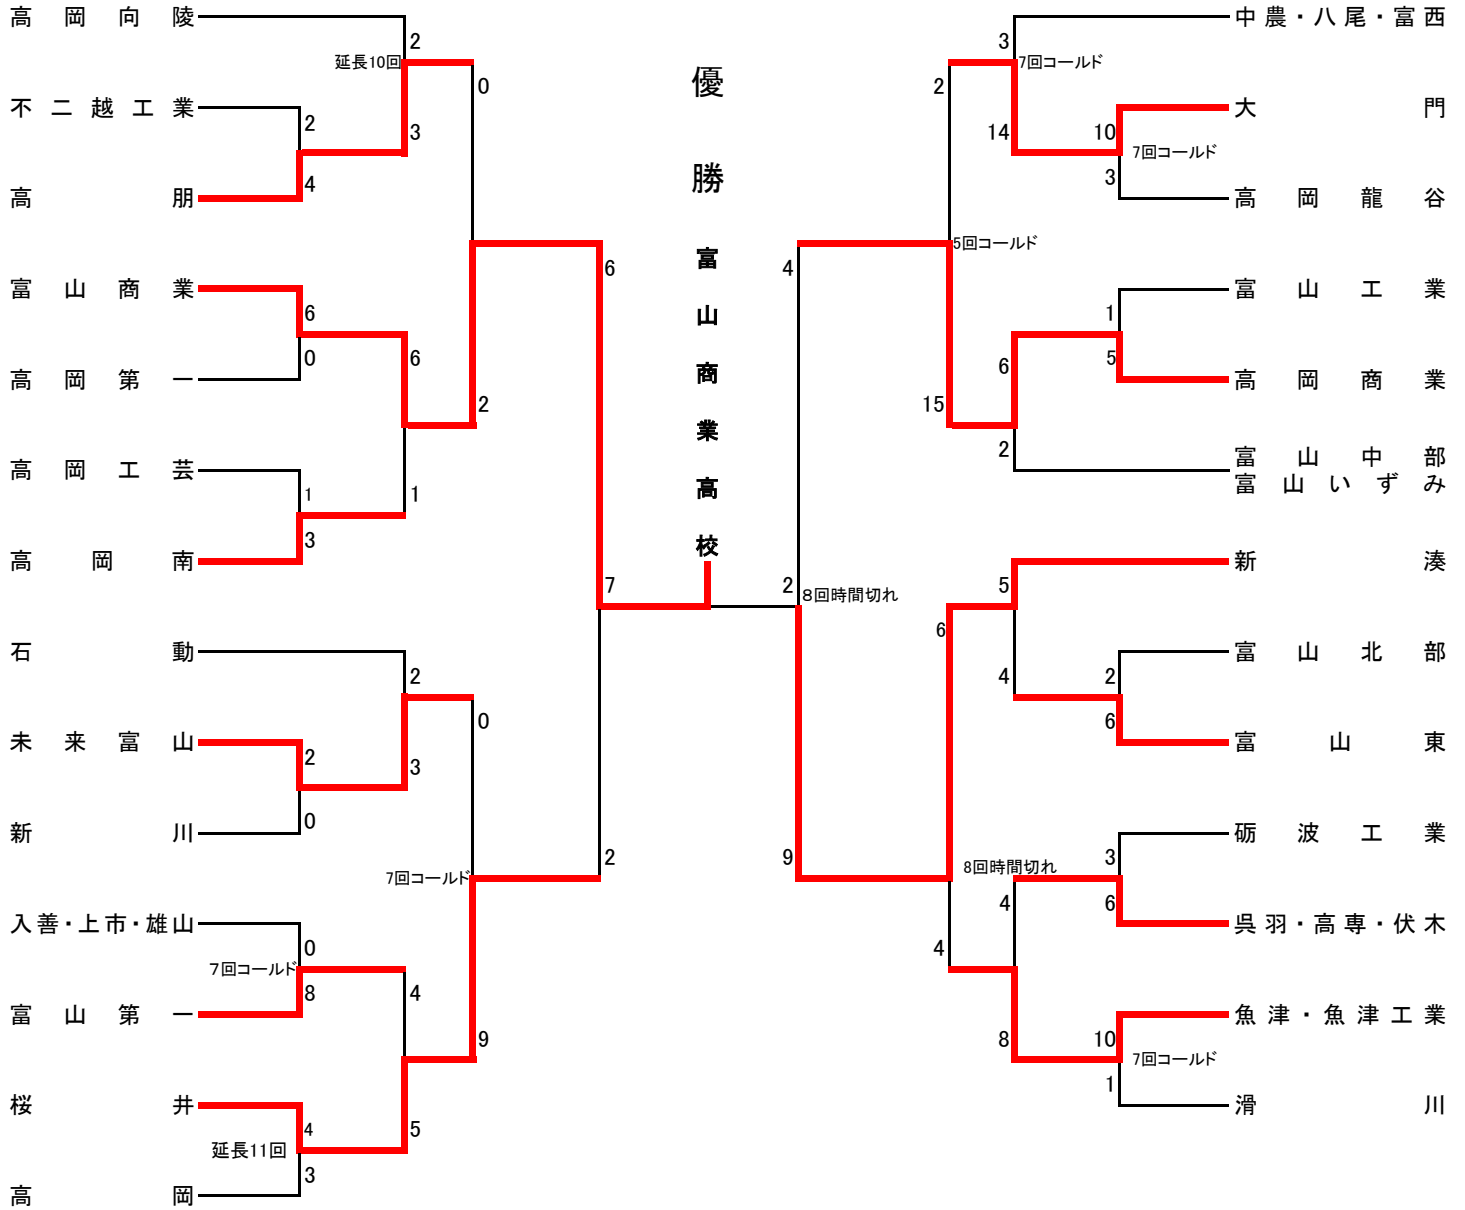 高岡向陵
2
延長10回
0
不二越工業
2
3
高朋
4
富山商業
6
6
0
6
高岡第一
2
高岡工芸
1
1
高岡南
3
7
石動
2
0
未来富山
2
3
新川
0
2
7回コールド
入善・上市・雄山
0
7回コールド
富山第一
8
4
9
桜井
4
5
延長11回
高岡
3
優勝
富山商業高校
中農・八尾・富西
3
7回コールド
2
大門
14
10
7回コールド
3
高岡龍谷
5回コールド
4
富山工業
1
6
5
高岡商業
15
2
富山中部
富山いずみ
新湊
5
2
8回時間切れ
6
富山北部
4
2
6
富山東
砺波工業
3
9
8回時間切れ
4
6
呉羽・高専・伏木
4
魚津・魚津工業
8
10
7回コールド
1
滑川